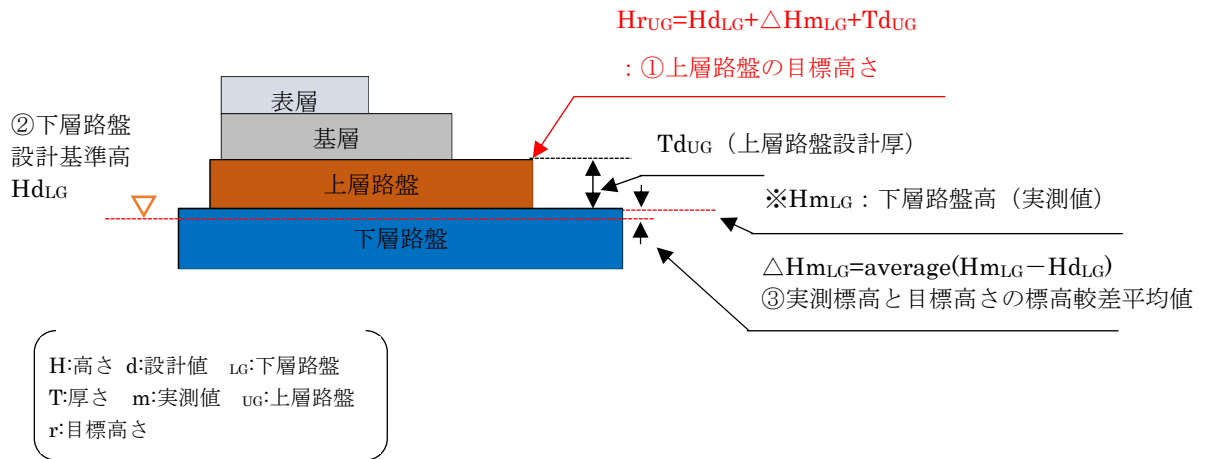 HrUG=HdLG+△HmLG+TdUG
：①上層路盤の目標高さ
表層
②下層路盤
設計基準高
HdLG
基層
TdUG（上層路盤設計厚）
上層路盤
※HmLG：下層路盤高（実測値）
下層路盤
△HmLG=average(HmLG－HdLG)
③実測標高と目標高さの標高較差平均値
H:高さ d:設計値 LG:下層路盤
T:厚さ m:実測値 UG:上層路盤
r:目標高さ